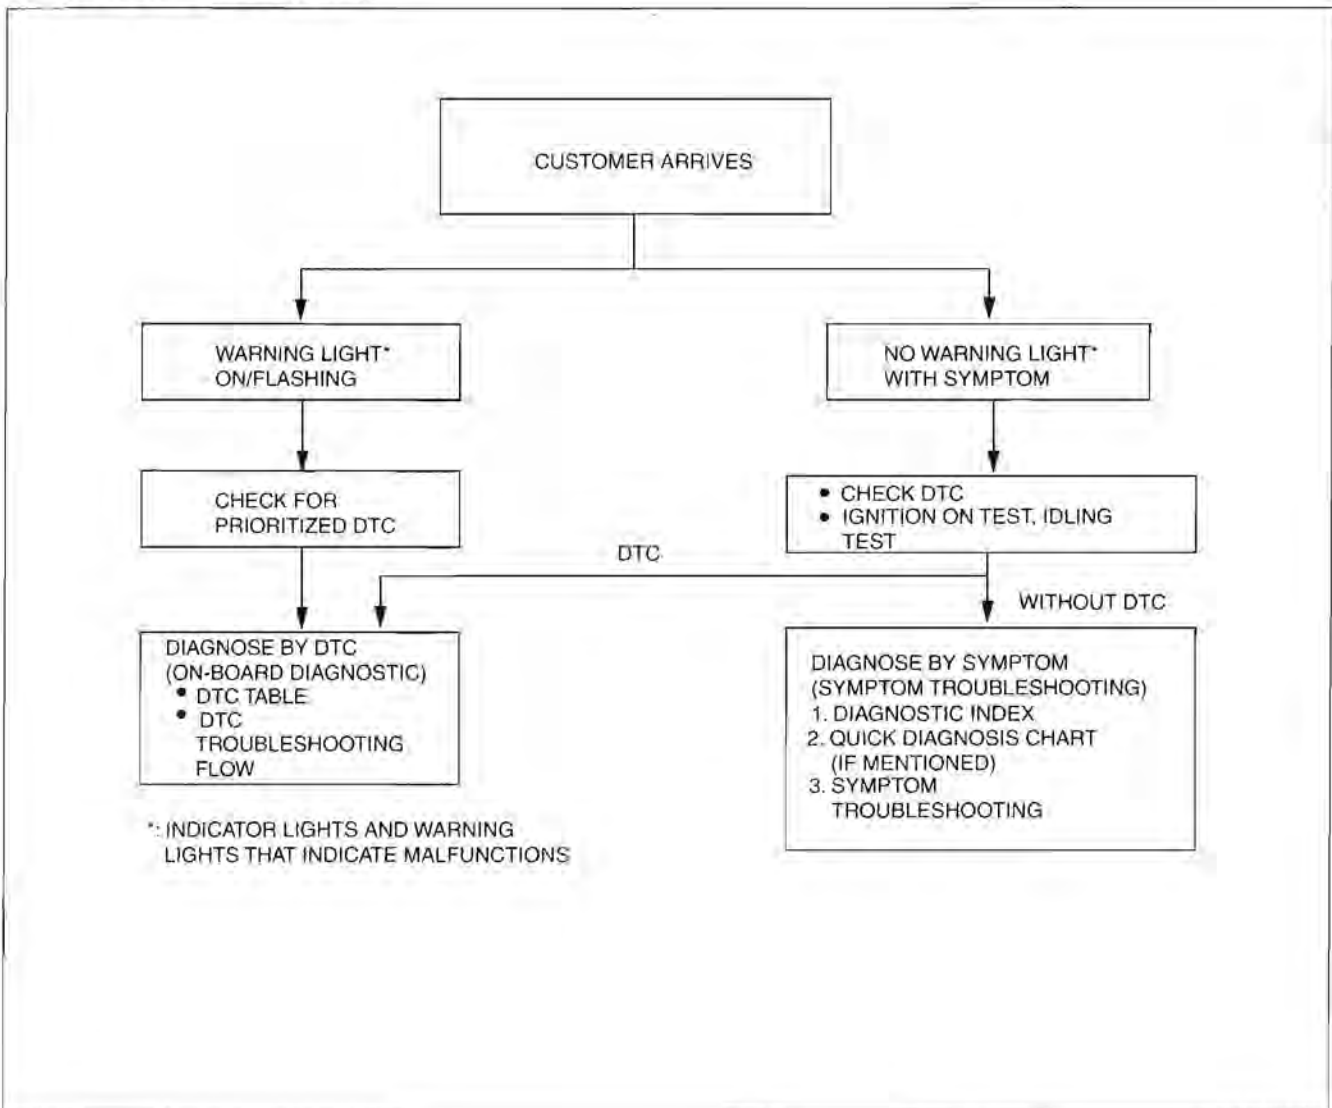 CUSTOMER ARRIVES
WARNING LIGHT*
ON/FLASHING
NO WARNING LIGHT*
WITH SYMPTOM
CHECK FOR
PRIORITIZED DTC
• CHECK DTC
• IGNITION ON TEST, IDLING
TEST
DTC
WITHOUT DTC
DIAGNOSE BY DTC
(ON-BOARD DIAGNOSTIC)
• DTC TABLE
• DTC
TROUBLESHOOTING
FLOW
DIAGNOSE BY SYMPTOM
(SYMPTOM TROUBLESHOOTING)
1. DIAGNOSTIC INDEX
2. QUICK DIAGNOSIS CHART
(IF MENTIONED)
3. SYMPTOM
TROUBLESHOOTING
*: INDICATOR LIGHTS AND WARNING
LIGHTS THAT INDICATE MALFUNCTIONS